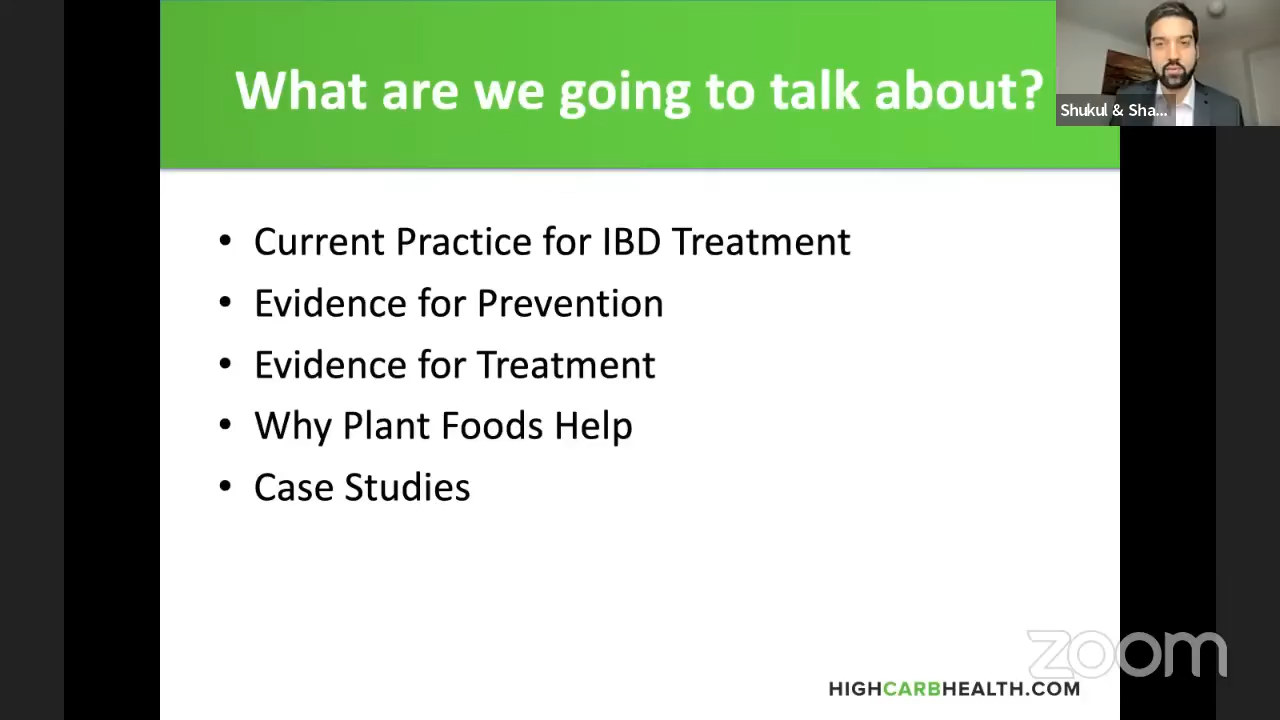 What are we going to talk about?
Shukul & Sha...
• Current Practice for IBD Treatment
• Evidence for Prevention
• Evidence for Treatment
• Why Plant Foods Help
• Case Studies
zoom
HIGHCARBHEALTH.COM